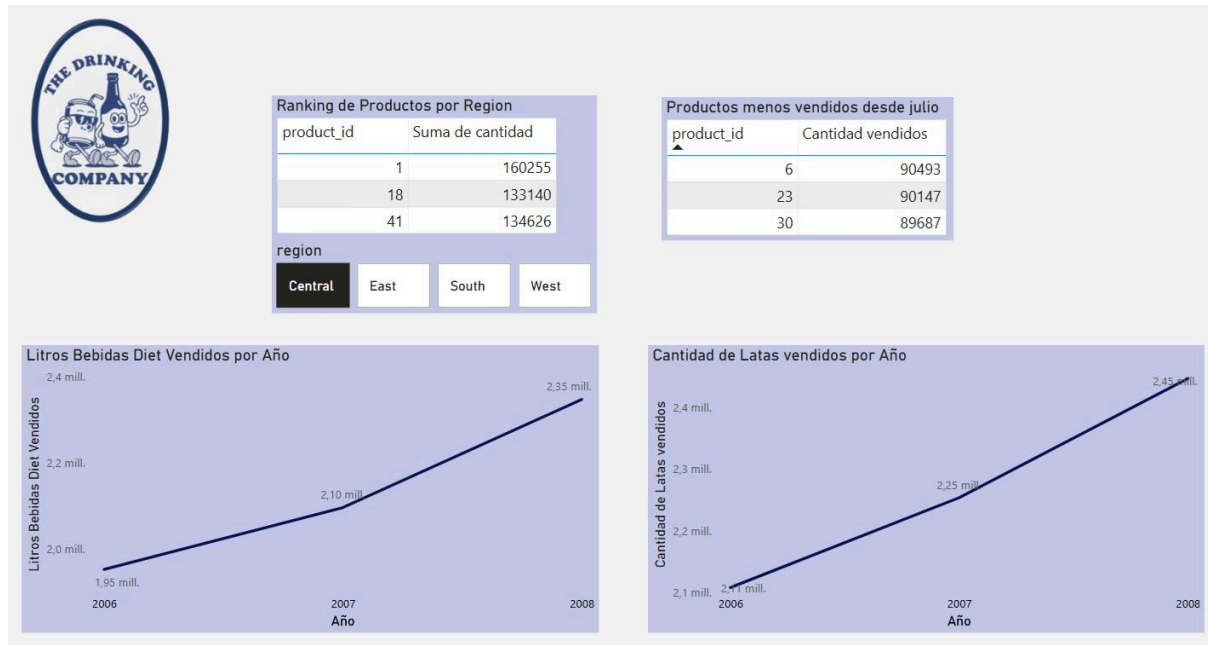 THE DRINKING
COMPANY
Ranking de Productos por Region
product_id Suma de cantidad
1 160255
18 133140
41 134626
region
Central East South West
Productos menos vendidos desde julio
product_id Cantidad vendidos
6 90493
23 90147
30 89687
Litros Bebidas Diet Vendidos por Año
Litros Bebidas Diet Vendidos
2,4 mill.
2,2 mill.
2,0 mill.
1,95 mill.
2,10 mill.
2,35 mill.
2006 2007 2008
Año
Cantidad de Latas vendidos por Año
Cantidad de Latas vendidos
2,4 mill.
2,3 mill.
2,2 mill.
2,1 mill.
2,11 mill.
2,25 mill.
2,45 mill.
2006 2007 2008
Año